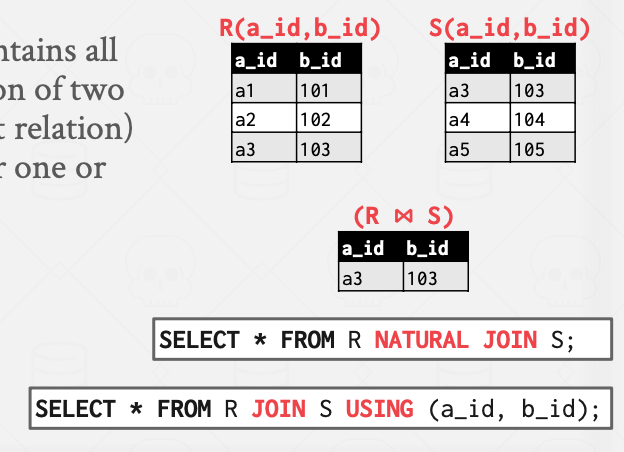 ntains all
on of two
t relation)
r one or
R(a_id,b_id)
a_id b_id
a1 101
a2 102
a3 103
S(a_id,b_id)
a_id b_id
a3 103
a4 104
a5 105
(R ⋈ S)
a_id b_id
a3 103
SELECT * FROM R NATURAL JOIN S;
SELECT * FROM R JOIN S USING (a_id, b_id);